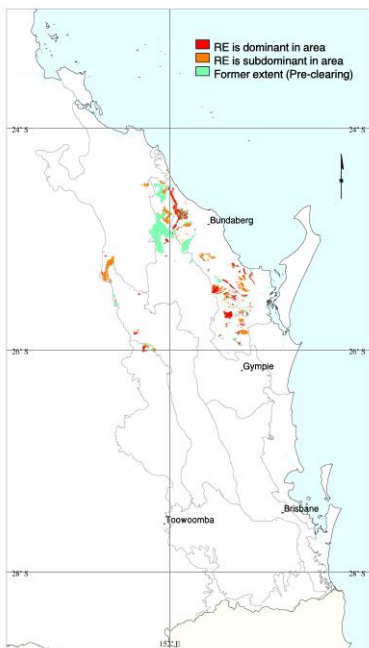 RE is dominant in area
RE is subdominant in area
Former extent (Pre-clearing)
24° S
24° S
Bundaberg
26° S
26° S
Gympie
Brisbane
Toowoomba
28° S
28° S
152° E